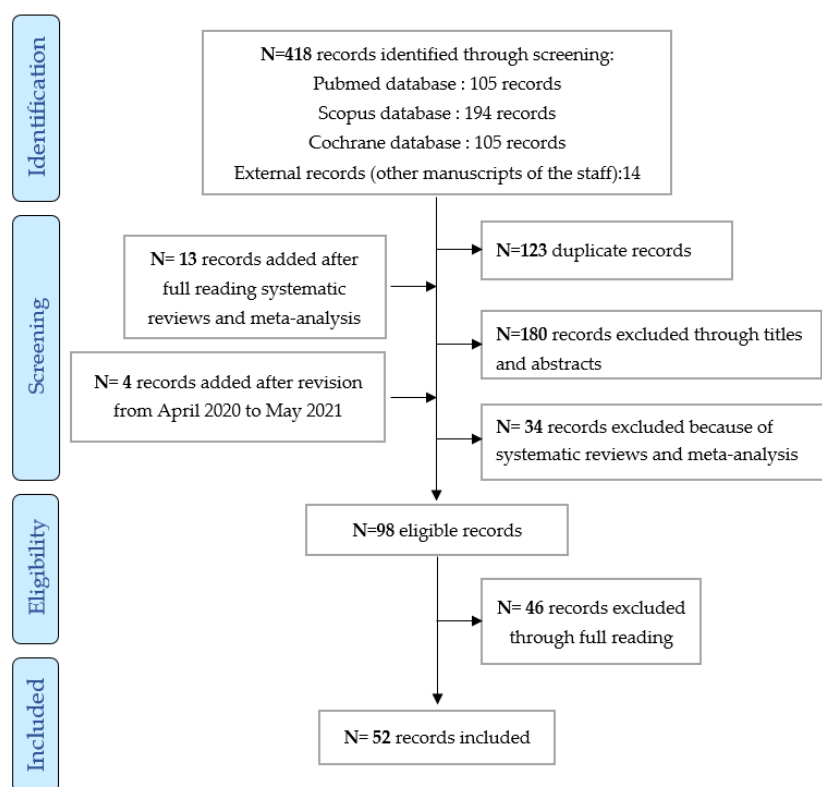 Identification
N=418 records identified through screening:
Pubmed database : 105 records
Scopus database : 194 records
Cochrane database : 105 records
External records (other manuscripts of the staff):14
Screening
N=123 duplicate records
N= 13 records added after
full reading systematic
reviews and meta-analysis
N=180 records excluded through titles
and abstracts
N= 4 records added after revision
from April 2020 to May 2021
N= 34 records excluded because of
systematic reviews and meta-analysis
Eligibility
N=98 eligible records
N= 46 records excluded
through full reading
Included
N= 52 records included